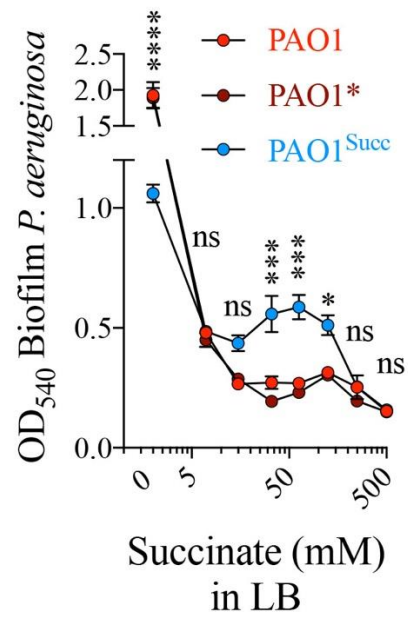 ****
PAO1
PAO1*
PAO1Succ
OD540 Biofilm P. aeruginosa
2.5
2.0
1.5
1.0
0.5
0.0
ns
ns
***
***
*
ns
ns
0
5
50
500
Succinate (mM)
in LB